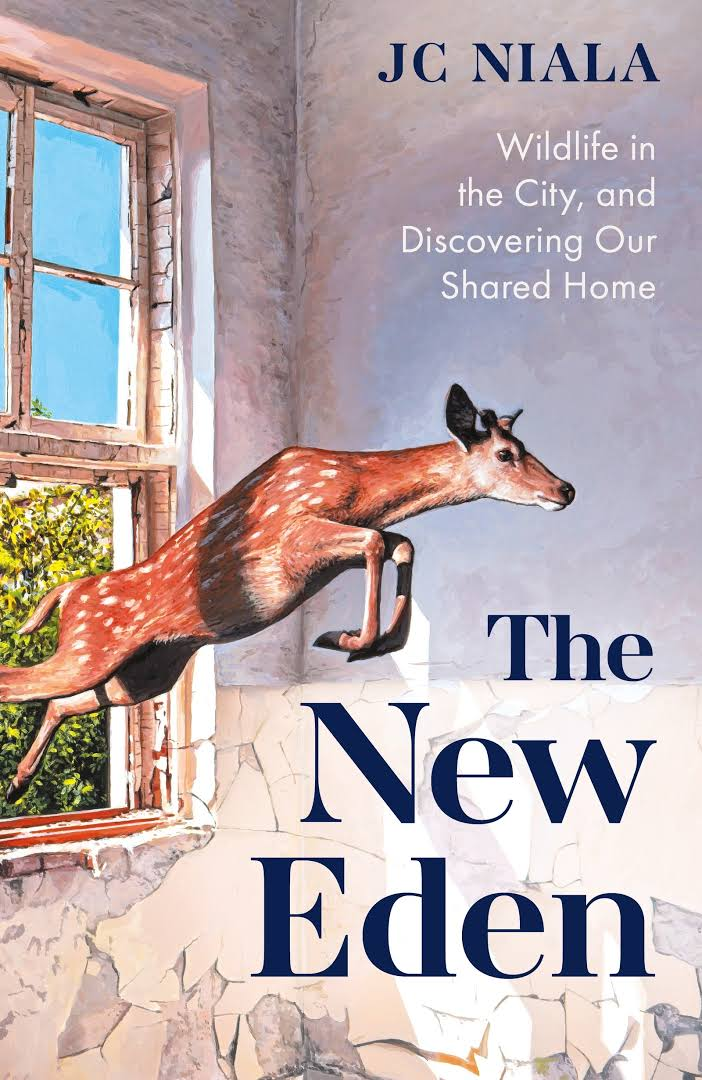 JC NIALA
Wildlife in
the City, and
Discovering Our
Shared Home
The
New
Eden